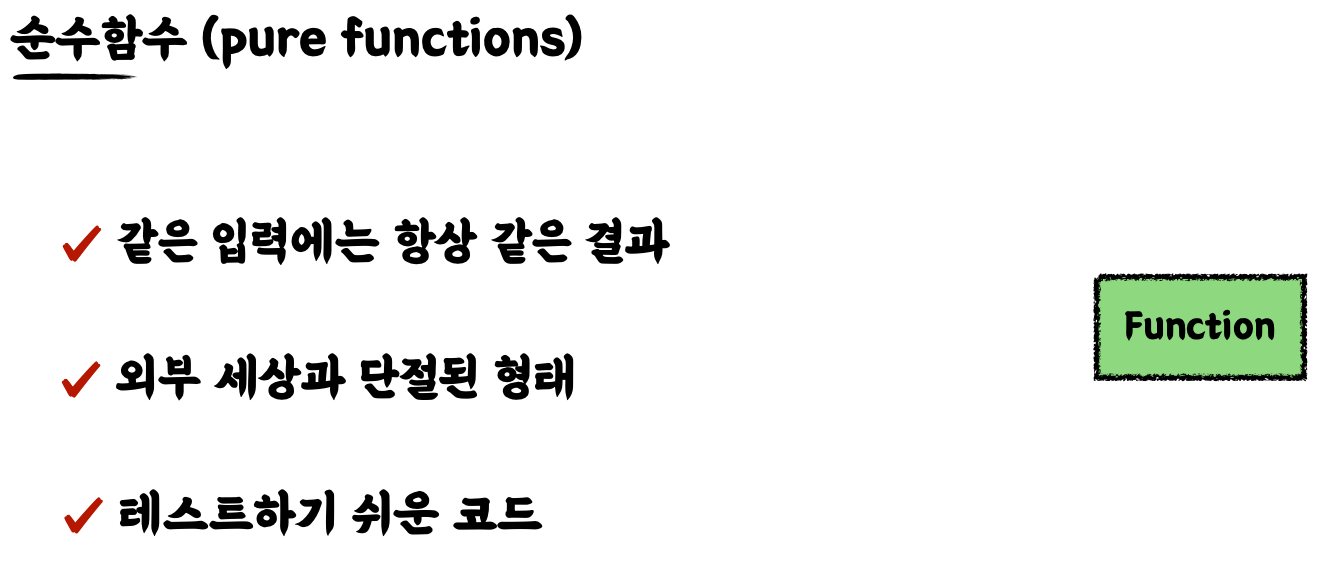 순수함수 (pure functions)
같은 입력에는 항상 같은 결과
외부 세상과 단절된 형태
테스트하기 쉬운 코드
Function